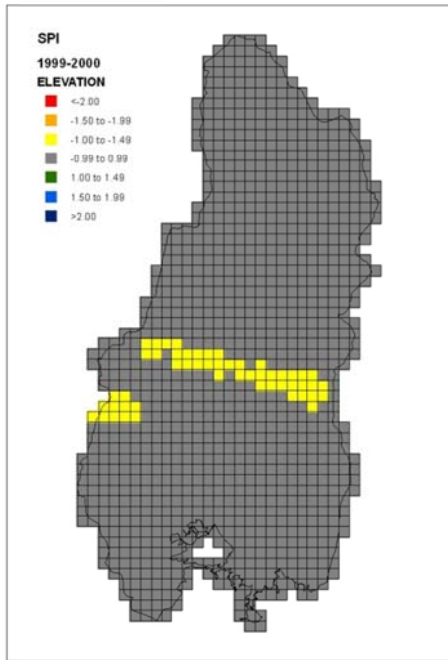 SPI
1999-2000
ELEVATION
<-2.00
-1.50 to -1.99
-1.00 to -1.49
-0.99 to 0.99
1.00 to 1.49
1.50 to 1.99
>2.00